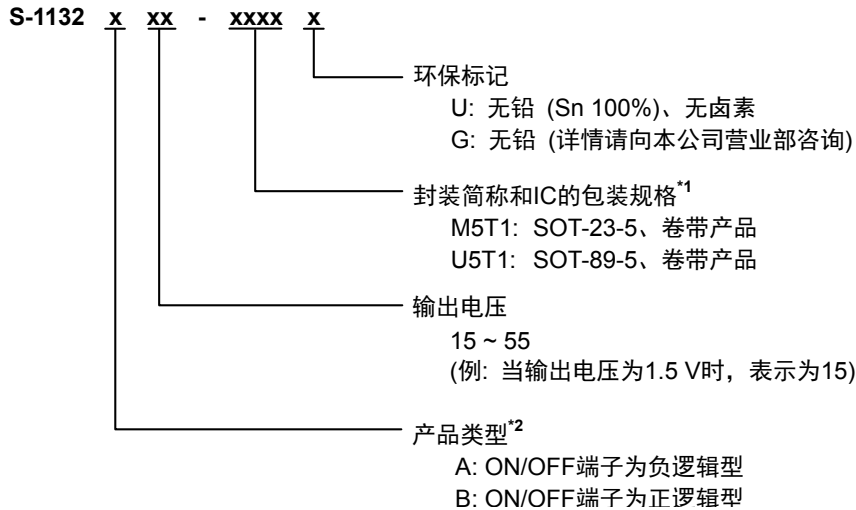 S-1132 x xx - xxxx x
环保标记
U: 无铅 (Sn 100%)、无卤素
G: 无铅 (详情请向本公司营业部咨询)
封装简称和IC的包装规格*1
M5T1: SOT-23-5、卷带产品
U5T1: SOT-89-5、卷带产品
输出电压
15 ~ 55
(例: 当输出电压为1.5 V时，表示为15)
产品类型*2
A: ON/OFF端子为负逻辑型
B: ON/OFF端子为正逻辑型